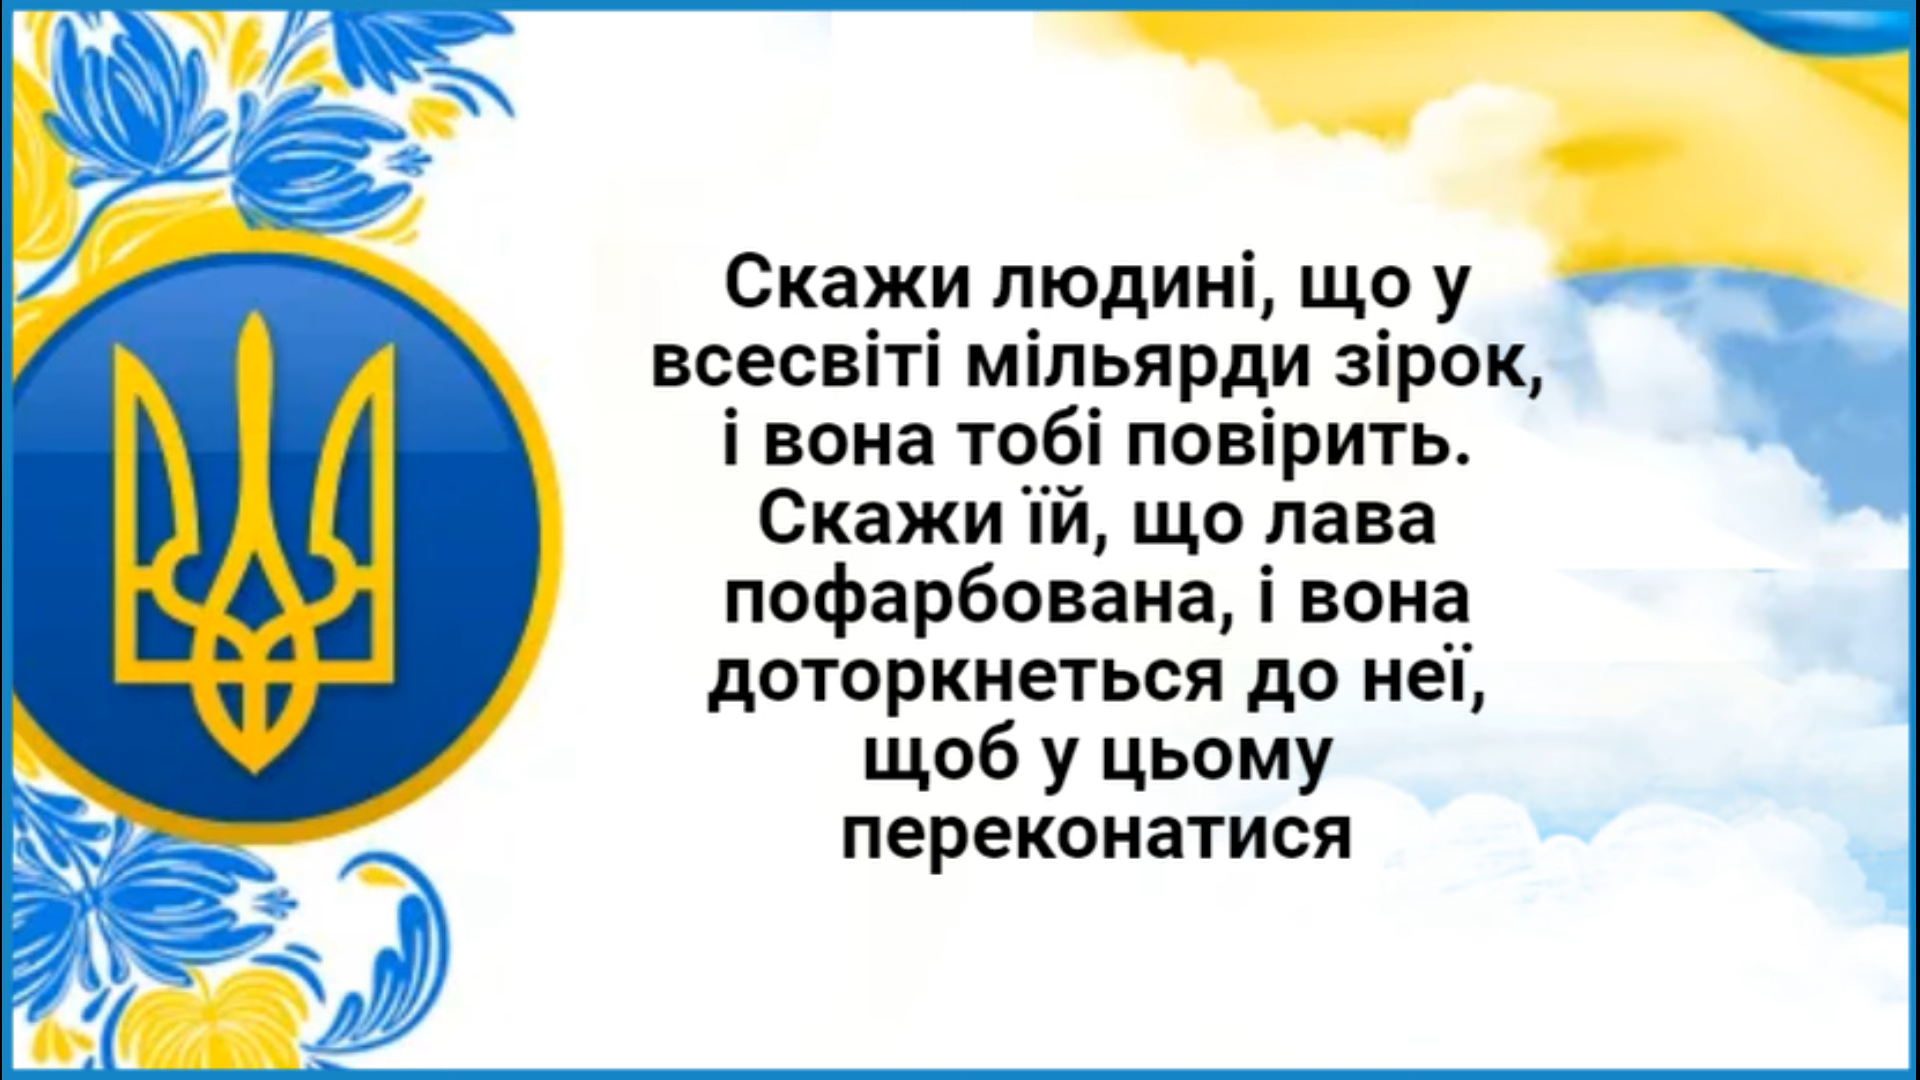 Скажи людині, що у
всесвіті мільярди зірок,
і вона тобі повірить.
Скажи їй, що лава
пофарбована, і вона
доторкнеться до неї,
щоб у цьому
переконатися